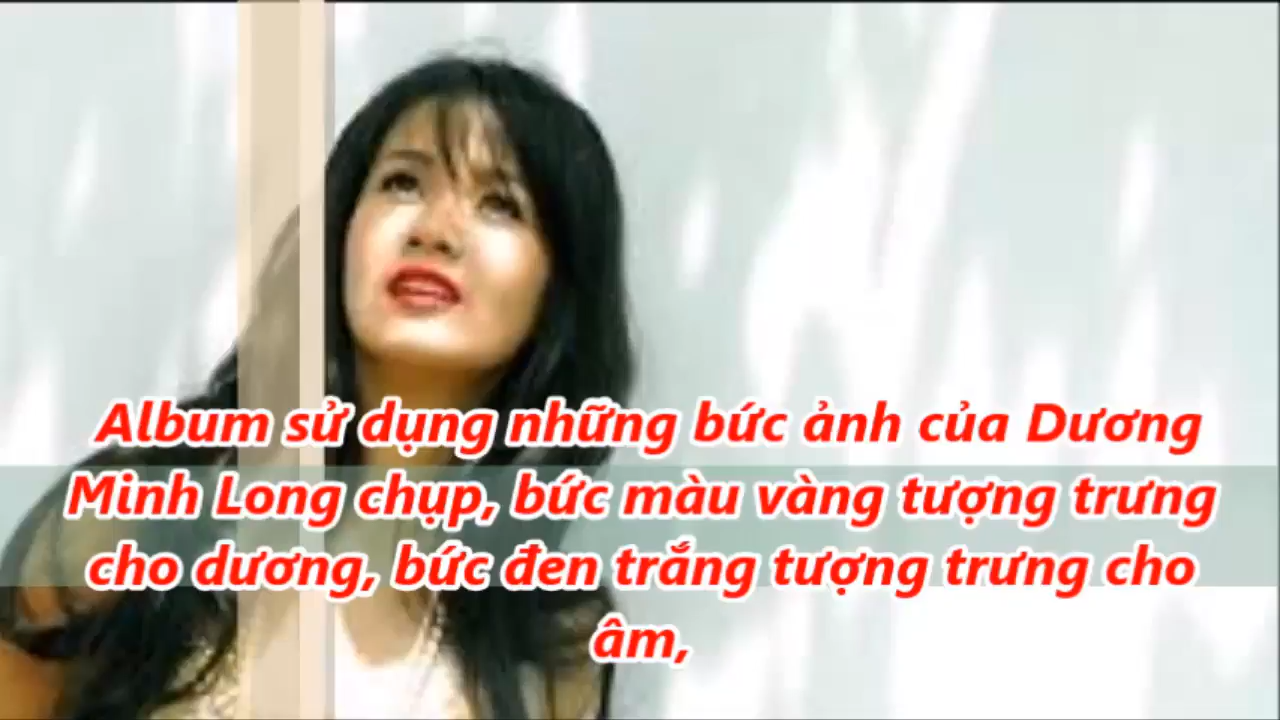 Album sử dụng những bức ảnh của Dương
Minh Long chụp, bức màu vàng tượng trưng
cho dương, bức đen trắng tượng trưng cho
âm,